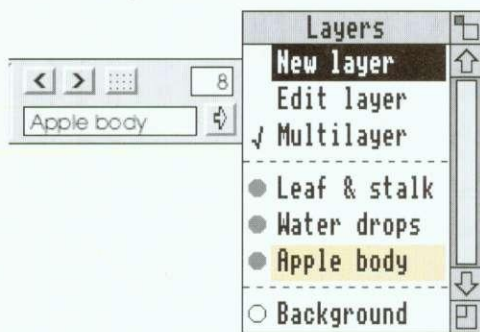 8
Apple body
Layers
New layer
Edit layer
√ Multilayer
Leaf & stalk
Water drops
Apple body
Background